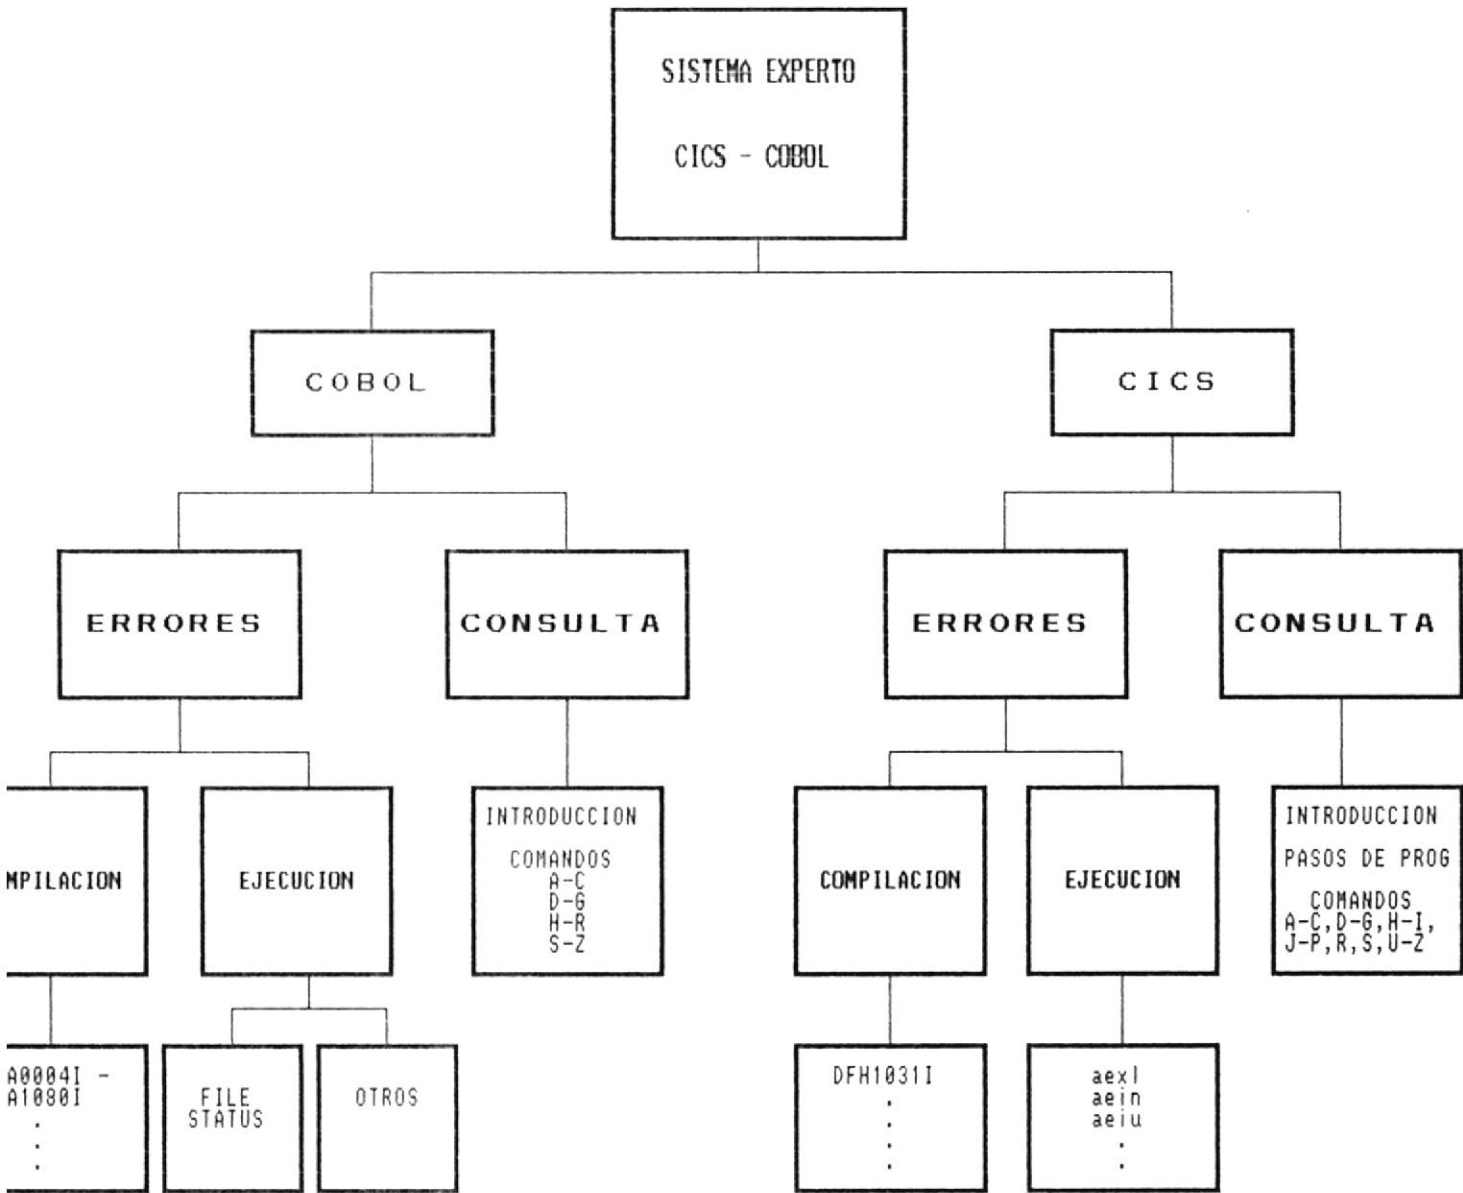 SISTEMA EXPERTO
CICS - COBOL
COBOL
CICS
ERRORES
CONSULTA
ERRORES
CONSULTA
MPILACION
EJECUCION
INTRODUCCION
COMANDOS
A-C
D-G
H-R
S-Z
COMPILACION
EJECUCION
INTRODUCCION
PASOS DE PROG
COMANDOS
A-C,D-G,H-I,
J-P,R,S,U-Z
A0004I -
A1080I
.
.
.
FILE
STATUS
OTROS
DFH1031I
.
.
.
.
aexl
aein
aeiu
.
.